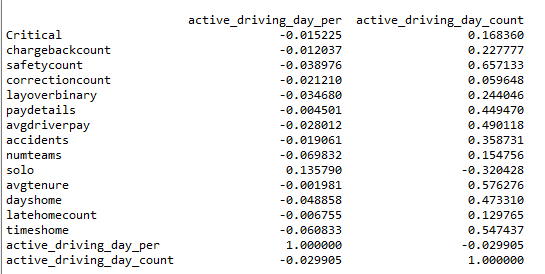 active_driving_day_per active_driving_day_count
Critical -0.015225 0.168360
chargebackcount -0.012037 0.227777
safetycount -0.038976 0.657133
correctioncount -0.021210 0.059648
layoverbinary -0.034680 0.244046
paydetails -0.004501 0.449470
avgdriverpay -0.028012 0.490118
accidents -0.019061 0.358731
numteams -0.069832 0.154756
solo 0.135790 -0.320428
avgtenure -0.001981 0.576276
dayshome -0.048858 0.473310
latehomecount -0.006755 0.129765
timeshome -0.060833 0.547437
active_driving_day_per 1.000000 -0.029905
active_driving_day_count -0.029905 1.000000